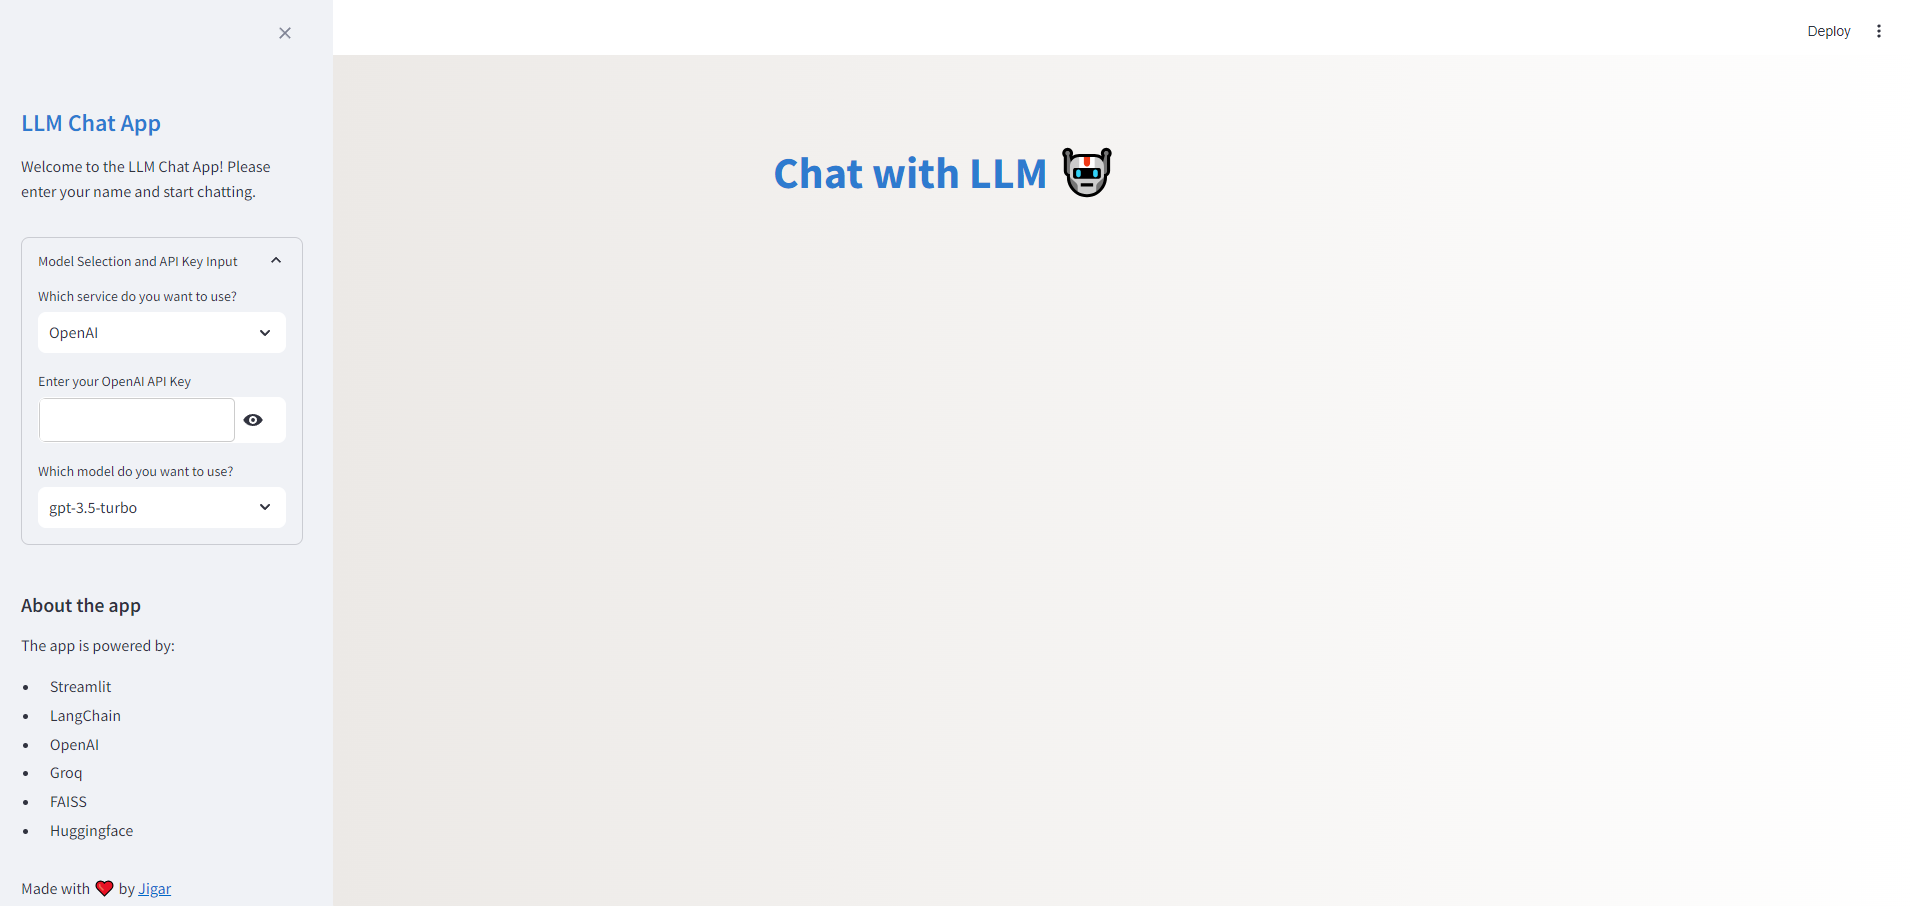 Deploy
LLM Chat App
Welcome to the LLM Chat App! Please
enter your name and start chatting.
Model Selection and API Key Input
Which service do you want to use?
OpenAI
Enter your OpenAI API Key
Which model do you want to use?
gpt-3.5-turbo
About the app
The app is powered by:
Streamlit
LangChain
OpenAI
Groq
FAISS
Huggingface
Made with ❤️ by Jigar
Chat with LLM 🤖